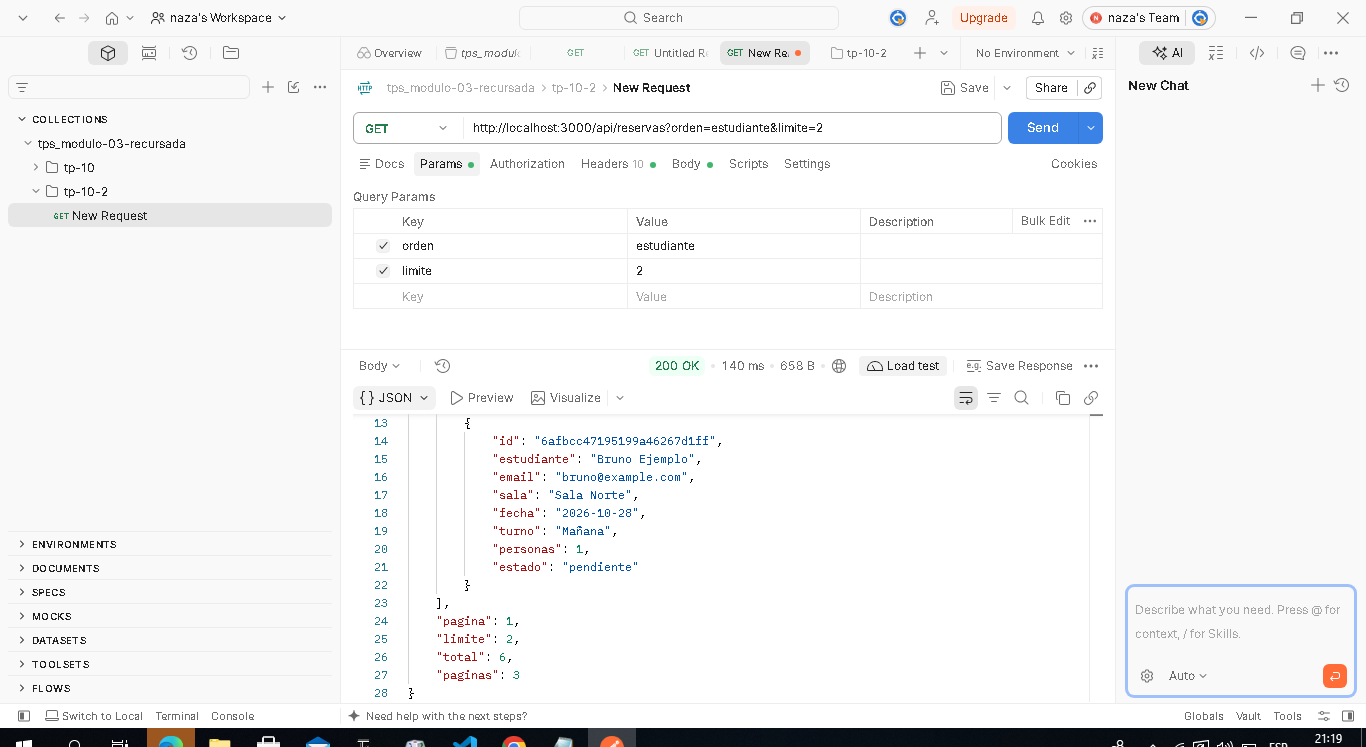 naza's Workspace
Search
Upgrade
naza's Team
Overview
tps_modulo
GET
GET Untitled R
GET New Re.
tp-10-2
No Environment
AI
New Chat
COLLECTIONS
tps_modulo-03-recursada
tp-10
tp-10-2
GET New Request
HTTP
tps_modulo-03-recursada > tp-10-2 > New Request
Save
Share
GET
http://localhost:3000/api/reservas?orden=estudiante&limite=2
Send
Docs
Params
Authorization
Headers 10
Body
Scripts
Settings
Cookies
Query Params
Key Value Description Bulk Edit
orden estudiante
limite 2
Key Value Description
Body
200 OK
140 ms
658 B
Load test
e.g. Save Response
{ } JSON
Preview
Visualize
13 {
14 "id": "6afbcc47195199a46267d1ff",
15 "estudiante": "Bruno Ejemplo",
16 "email": "bruno@example.com",
17 "sala": "Sala Norte",
18 "fecha": "2026-10-28",
19 "turno": "Mañana",
20 "personas": 1,
21 "estado": "pendiente"
22 }
23 ],
24 "pagina": 1,
25 "limite": 2,
26 "total": 6,
27 "paginas": 3
28 }
ENVIRONMENTS
DOCUMENTS
SPECS
MOCKS
DATASETS
TOOLSETS
FLOWS
Describe what you need. Press @ for
context, / for Skills.
Auto
Switch to Local
Terminal
Console
Need help with the next steps?
Globals
Vault
Tools
21:19